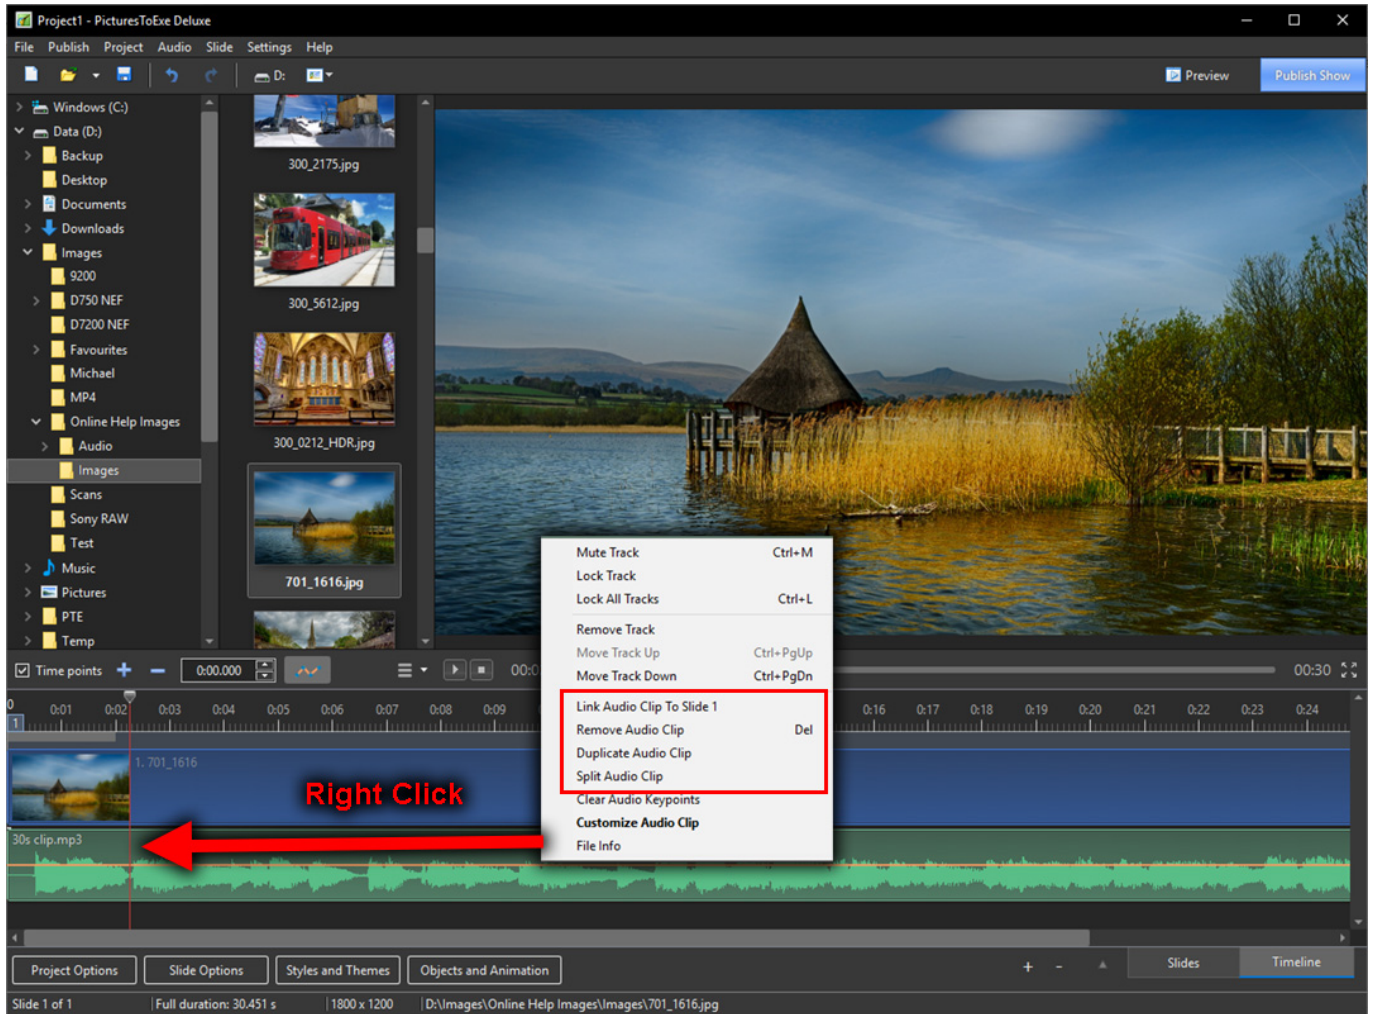 Project1 - PicturesToExe Deluxe
File Publish Project Audio Slide Settings Help
D:
Preview
Publish Show
Windows (C:)
Data (D:)
Backup
Desktop
Documents
Downloads
Images
9200
D750 NEF
D7200 NEF
Favourites
Michael
MP4
Online Help Images
Audio
Images
Scans
Sony RAW
Test
Music
Pictures
PTE
Temp
300_2175.jpg
300_5612.jpg
300_0212_HDR.jpg
701_1616.jpg
Mute Track Ctrl+M
Lock Track
Lock All Tracks Ctrl+L
Remove Track
Move Track Up Ctrl+PgUp
Move Track Down Ctrl+PgDn
Link Audio Clip To Slide 1
Remove Audio Clip Del
Duplicate Audio Clip
Split Audio Clip
Clear Audio Keypoints
Customize Audio Clip
File Info
Time points + − 0:00.000 00:0 00:30
0 0:01 0:02 0:03 0:04 0:05 0:06 0:07 0:08 0:09 0:16 0:17 0:18 0:19 0:20 0:21 0:22 0:23 0:24
1
1. 701_1616
Right Click
30s clip.mp3
Project Options Slide Options Styles and Themes Objects and Animation + - Slides Timeline
Slide 1 of 1 Full duration: 30.451 s 1800 x 1200 D:\Images\Online Help Images\Images\701_1616.jpg